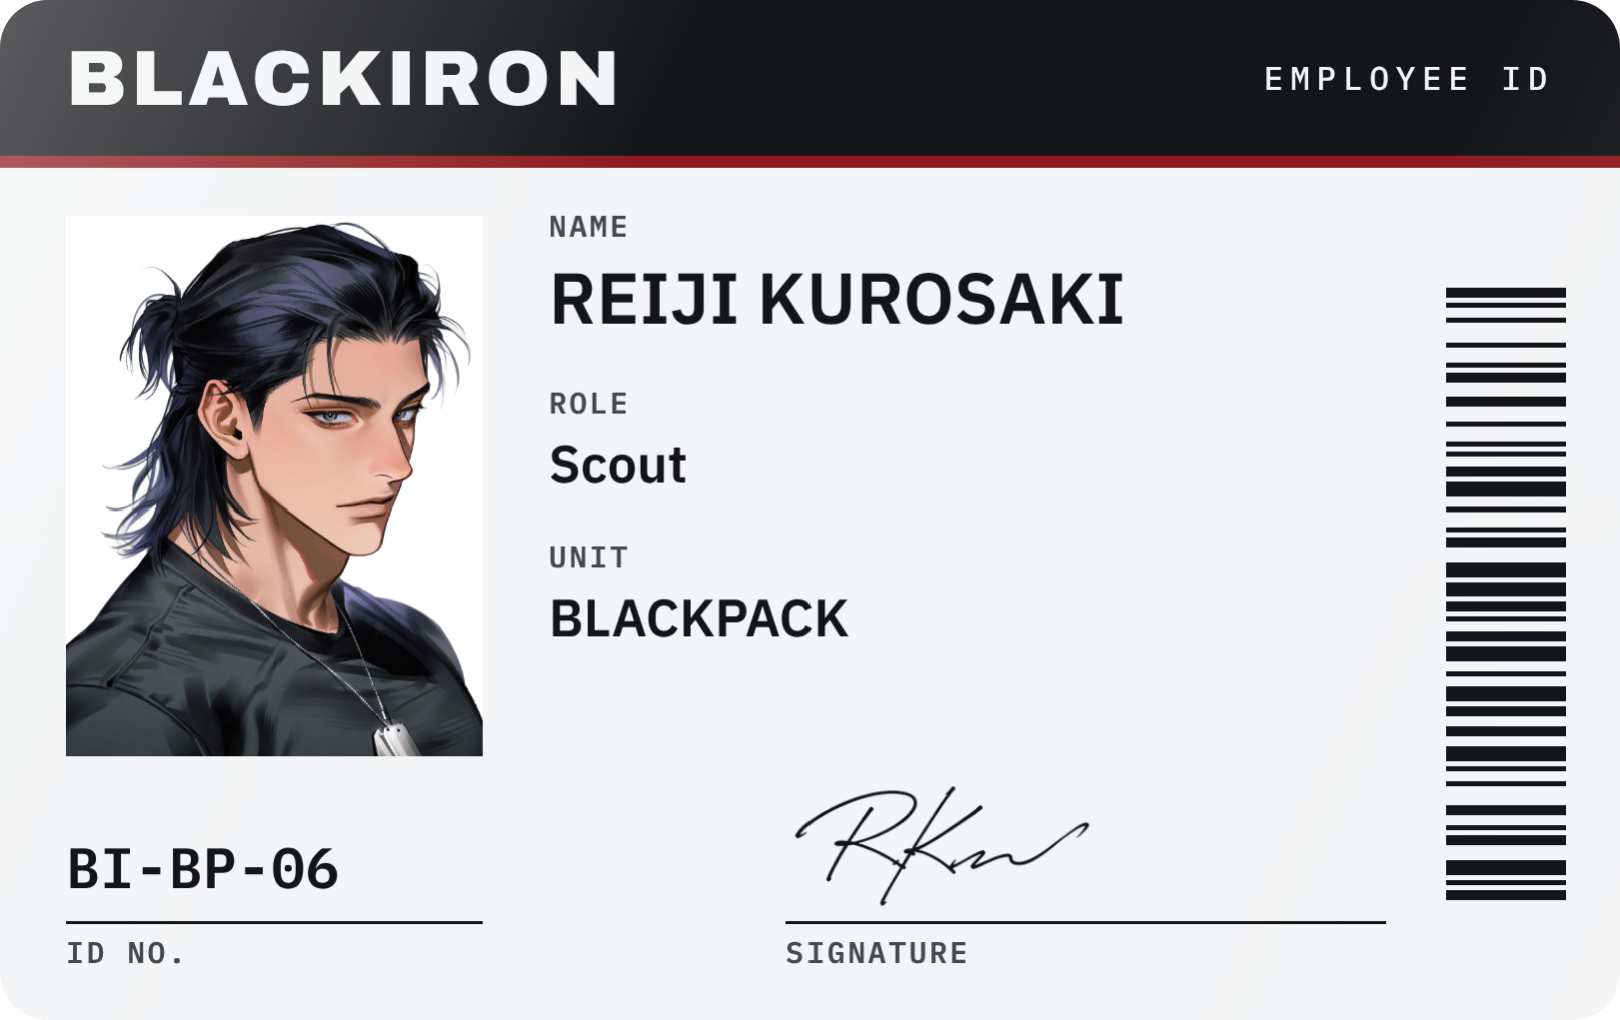 BLACKIRON
EMPLOYEE ID
NAME
REIJI KUROSAKI
ROLE
Scout
UNIT
BLACKPACK
BI-BP-06
ID NO.
SIGNATURE